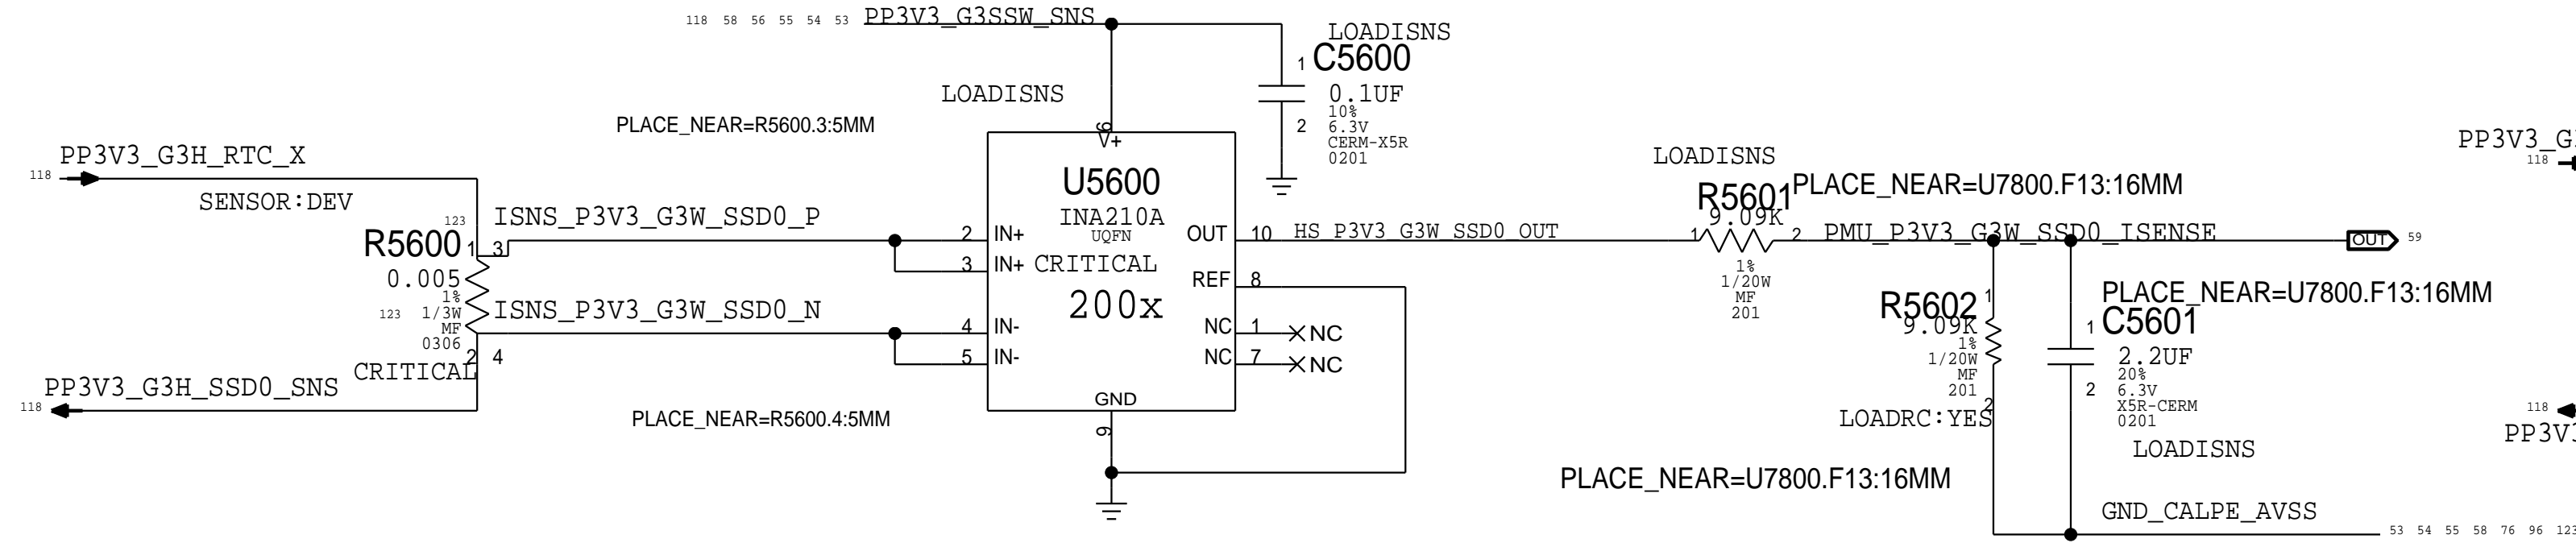 118 58 56 55 54 53 PP3V3_G3SSW_SNS
LOADISNS
C5600
1
0.1UF
10%
6.3V
CERM-X5R
0201
2
LOADISNS
PLACE_NEAR=R5600.3:5MM
PP3V3_G3H_RTC_X
118
SENSOR:DEV
123
R5600
1 3
0.005
1%
1/3W
MF
0306
123
2 4
CRITICAL
PP3V3_G3H_SSD0_SNS
118
ISNS_P3V3_G3W_SSD0_P
ISNS_P3V3_G3W_SSD0_N
PLACE_NEAR=R5600.4:5MM
6
V+
U5600
INA210A
UQFN
CRITICAL
200x
2 IN+
3 IN+
4 IN-
5 IN-
OUT 10
REF 8
NC 1 NC
NC 7 NC
GND
9
HS_P3V3_G3W_SSD0_OUT
LOADISNS
R5601
9.09K
1 2
1%
1/20W
MF
201
PLACE_NEAR=U7800.F13:16MM
PMU_P3V3_G3W_SSD0_ISENSE
OUT 59
R5602
1
9.09K
1%
1/20W
MF
201
2
LOADRC:YES
PLACE_NEAR=U7800.F13:16MM
PLACE_NEAR=U7800.F13:16MM
C5601
1
2.2UF
20%
6.3V
X5R-CERM
0201
2
LOADISNS
GND_CALPE_AVSS
53 54 55 58 76 96 123
PP3V3_G
118
118
PP3V3